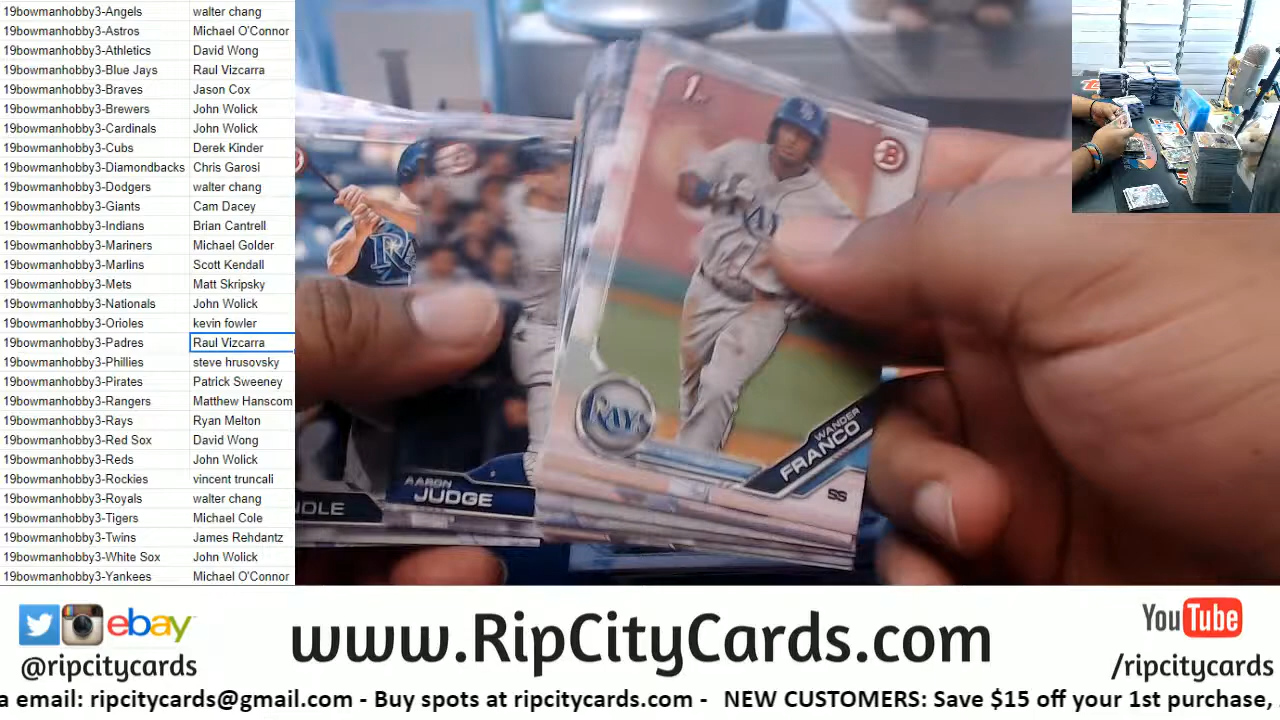 19bowmanhobby3-Angels walter chang
19bowmanhobby3-Astros Michael O'Connor
19bowmanhobby3-Athletics David Wong
19bowmanhobby3-Blue Jays Raul Vizcarra
19bowmanhobby3-Braves Jason Cox
19bowmanhobby3-Brewers John Wolick
19bowmanhobby3-Cardinals John Wolick
19bowmanhobby3-Cubs Derek Kinder
19bowmanhobby3-Diamondbacks Chris Garosi
19bowmanhobby3-Dodgers walter chang
19bowmanhobby3-Giants Cam Dacey
19bowmanhobby3-Indians Brian Cantrell
19bowmanhobby3-Mariners Michael Golder
19bowmanhobby3-Marlins Scott Kendall
19bowmanhobby3-Mets Matt Skripsky
19bowmanhobby3-Nationals John Wolick
19bowmanhobby3-Orioles kevin fowler
19bowmanhobby3-Padres Raul Vizcarra
19bowmanhobby3-Phillies steve hrusovsky
19bowmanhobby3-Pirates Patrick Sweeney
19bowmanhobby3-Rangers Matthew Hanscom
19bowmanhobby3-Rays Ryan Melton
19bowmanhobby3-Red Sox David Wong
19bowmanhobby3-Reds John Wolick
19bowmanhobby3-Rockies vincent truncali
19bowmanhobby3-Royals walter chang
19bowmanhobby3-Tigers Michael Cole
19bowmanhobby3-Twins James Rehdantz
19bowmanhobby3-White Sox John Wolick
19bowmanhobby3-Yankees Michael O'Connor
1st
B
RAYS
WANDER
FRANCO
SS
AARON
JUDGE
ebay
@ripcitycards
www.RipCityCards.com
YouTube
/ripcitycards
a email: ripcitycards@gmail.com - Buy spots at ripcitycards.com - NEW CUSTOMERS: Save $15 off your 1st purchase,